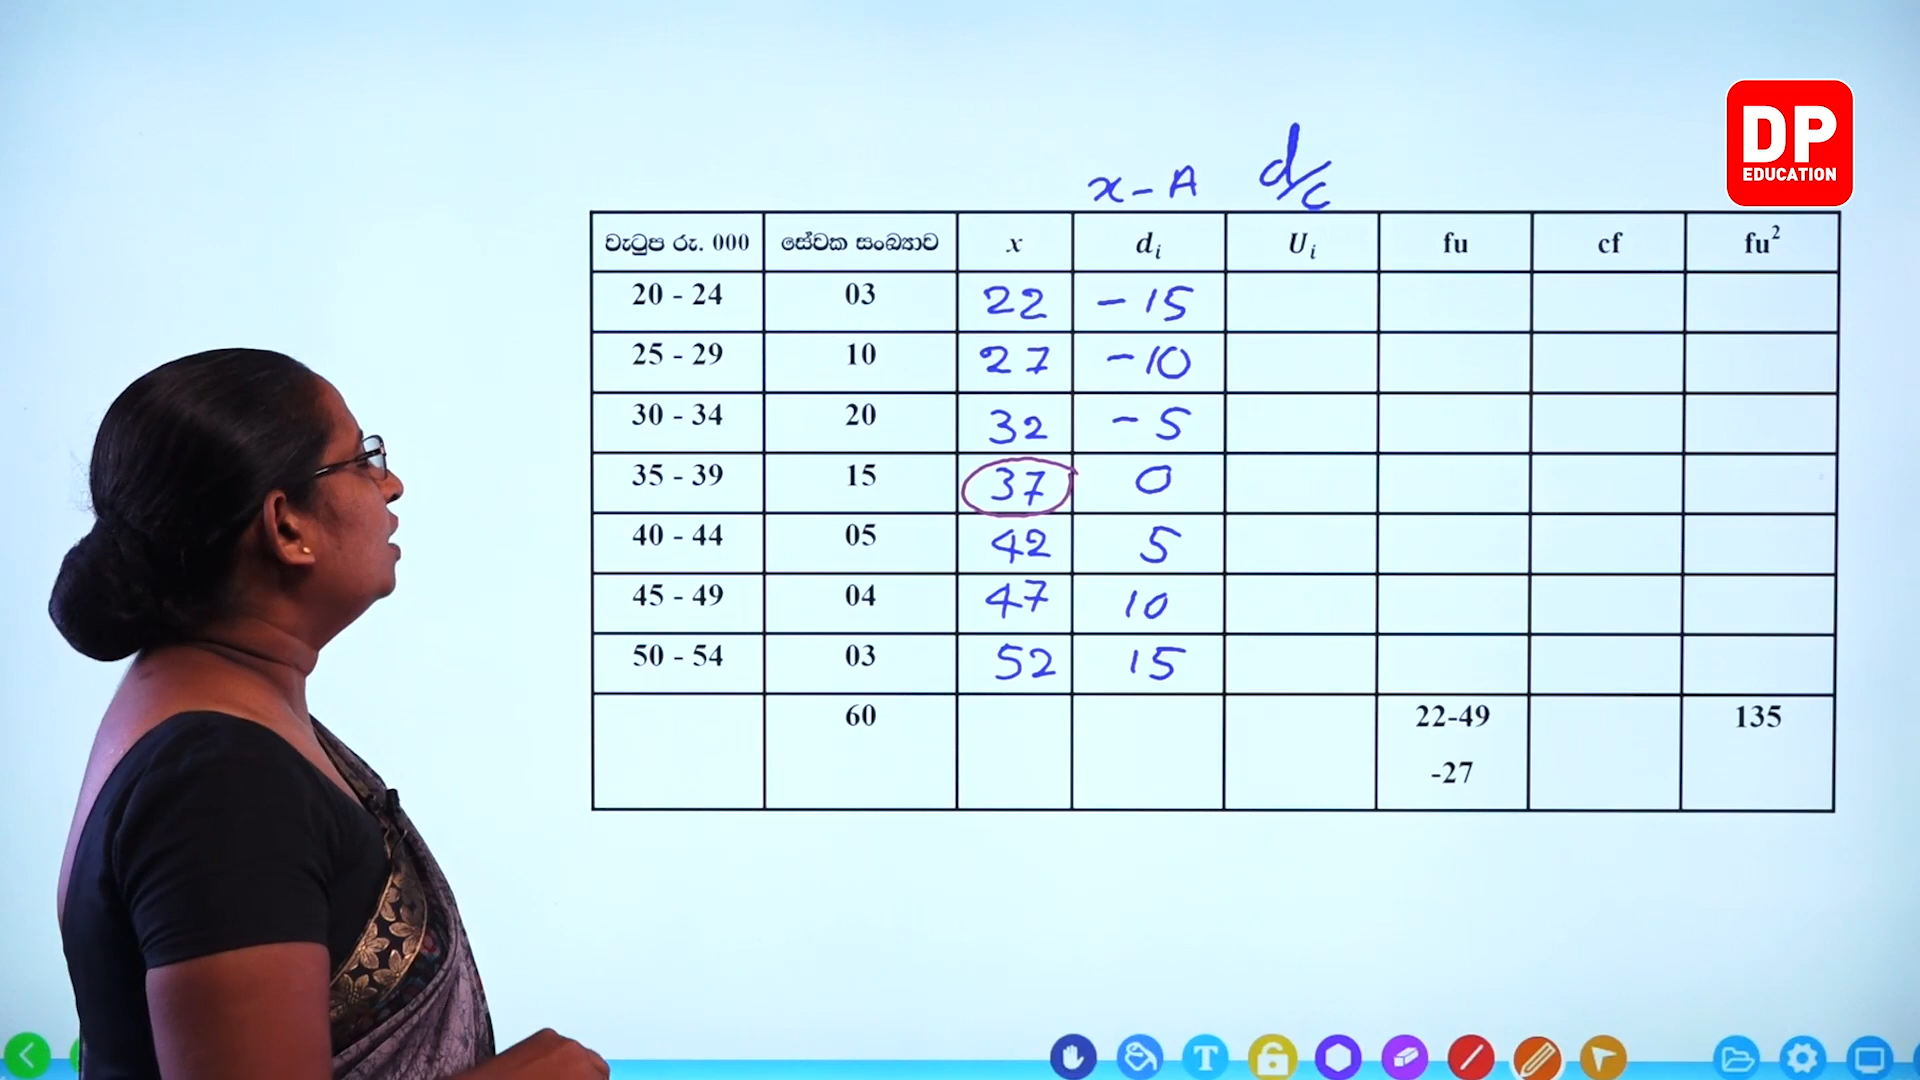 DP
EDUCATION
x - A d/c
වැටුප රු. 000 සේවක සංඛ්‍යාව x di Ui fu cf fu²
20 - 24 03 22 -15
25 - 29 10 27 -10
30 - 34 20 32 -5
35 - 39 15 37 0
40 - 44 05 42 5
45 - 49 04 47 10
50 - 54 03 52 15
60 22-49 135
-27
T